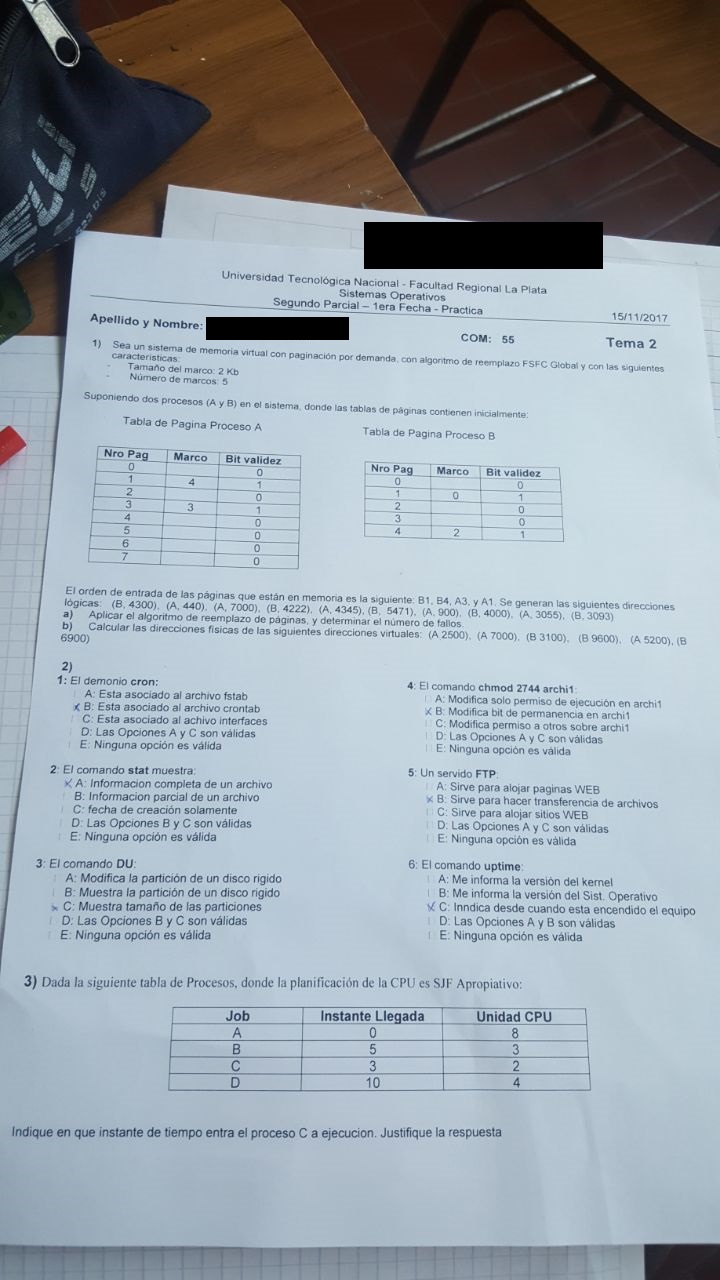 Universidad Tecnológica Nacional - Facultad Regional La Plata
Sistemas Operativos
Segundo Parcial – 1era Fecha - Practica
15/11/2017
Apellido y Nombre:
COM: 55
Tema 2
1) Sea un sistema de memoria virtual con paginación por demanda, con algoritmo de reemplazo FSFC Global y con las siguientes
características:
- Tamaño del marco: 2 Kb
- Número de marcos: 5
Suponiendo dos procesos (A y B) en el sistema, donde las tablas de páginas contienen inicialmente:
Tabla de Pagina Proceso A
Nro Pag Marco Bit validez
0 0
1 4 1
2 0
3 3 1
4 0
5 0
6 0
7 0
Tabla de Pagina Proceso B
Nro Pag Marco Bit validez
0 0
1 0 1
2 0
3 0
4 2 1
El orden de entrada de las páginas que están en memoria es la siguiente: B1, B4, A3, y A1. Se generan las siguientes direcciones
lógicas: (B, 4300), (A, 440), (A, 7000), (B, 4222), (A, 4345), (B, 5471), (A, 900), (B, 4000), (A, 3055), (B, 3093)
a) Aplicar el algoritmo de reemplazo de páginas, y determinar el número de fallos.
b) Calcular las direcciones físicas de las siguientes direcciones virtuales: (A 2500), (A 7000), (B 3100), (B 9600), (A 5200), (B
6900)
2)
1: El demonio cron:
A: Esta asociado al archivo fstab
B: Esta asociado al archivo crontab
C: Esta asociado al achivo interfaces
D: Las Opciones A y C son válidas
E: Ninguna opción es válida
2: El comando stat muestra:
A: Informacion completa de un archivo
B: Informacion parcial de un archivo
C: fecha de creación solamente
D: Las Opciones B y C son válidas
E: Ninguna opción es válida
3: El comando DU:
A: Modifica la partición de un disco rigido
B: Muestra la partición de un disco rigido
C: Muestra tamaño de las particiones
D: Las Opciones B y C son válidas
E: Ninguna opción es válida
4: El comando chmod 2744 archi1:
A: Modifica solo permiso de ejecución en archi1
B: Modifica bit de permanencia en archi1
C: Modifica permiso a otros sobre archi1
D: Las Opciones A y C son válidas
E: Ninguna opción es válida
5: Un servido FTP:
A: Sirve para alojar paginas WEB
B: Sirve para hacer transferencia de archivos
C: Sirve para alojar sitios WEB
D: Las Opciones A y C son válidas
E: Ninguna opción es válida
6: El comando uptime:
A: Me informa la versión del kernel
B: Me informa la versión del Sist. Operativo
C: Inndica desde cuando esta encendido el equipo
D: Las Opciones A y B son válidas
E: Ninguna opción es válida
3) Dada la siguiente tabla de Procesos, donde la planificación de la CPU es SJF Apropiativo:
Job Instante Llegada Unidad CPU
A 0 8
B 5 3
C 3 2
D 10 4
Indique en que instante de tiempo entra el proceso C a ejecucion. Justifique la respuesta